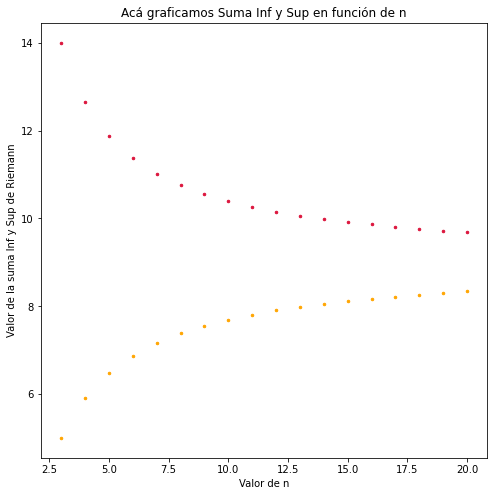 Acá graficamos Suma Inf y Sup en función de n
Valor de la suma Inf y Sup de Riemann
14
12
10
8
6
2.5 5.0 7.5 10.0 12.5 15.0 17.5 20.0
Valor de n